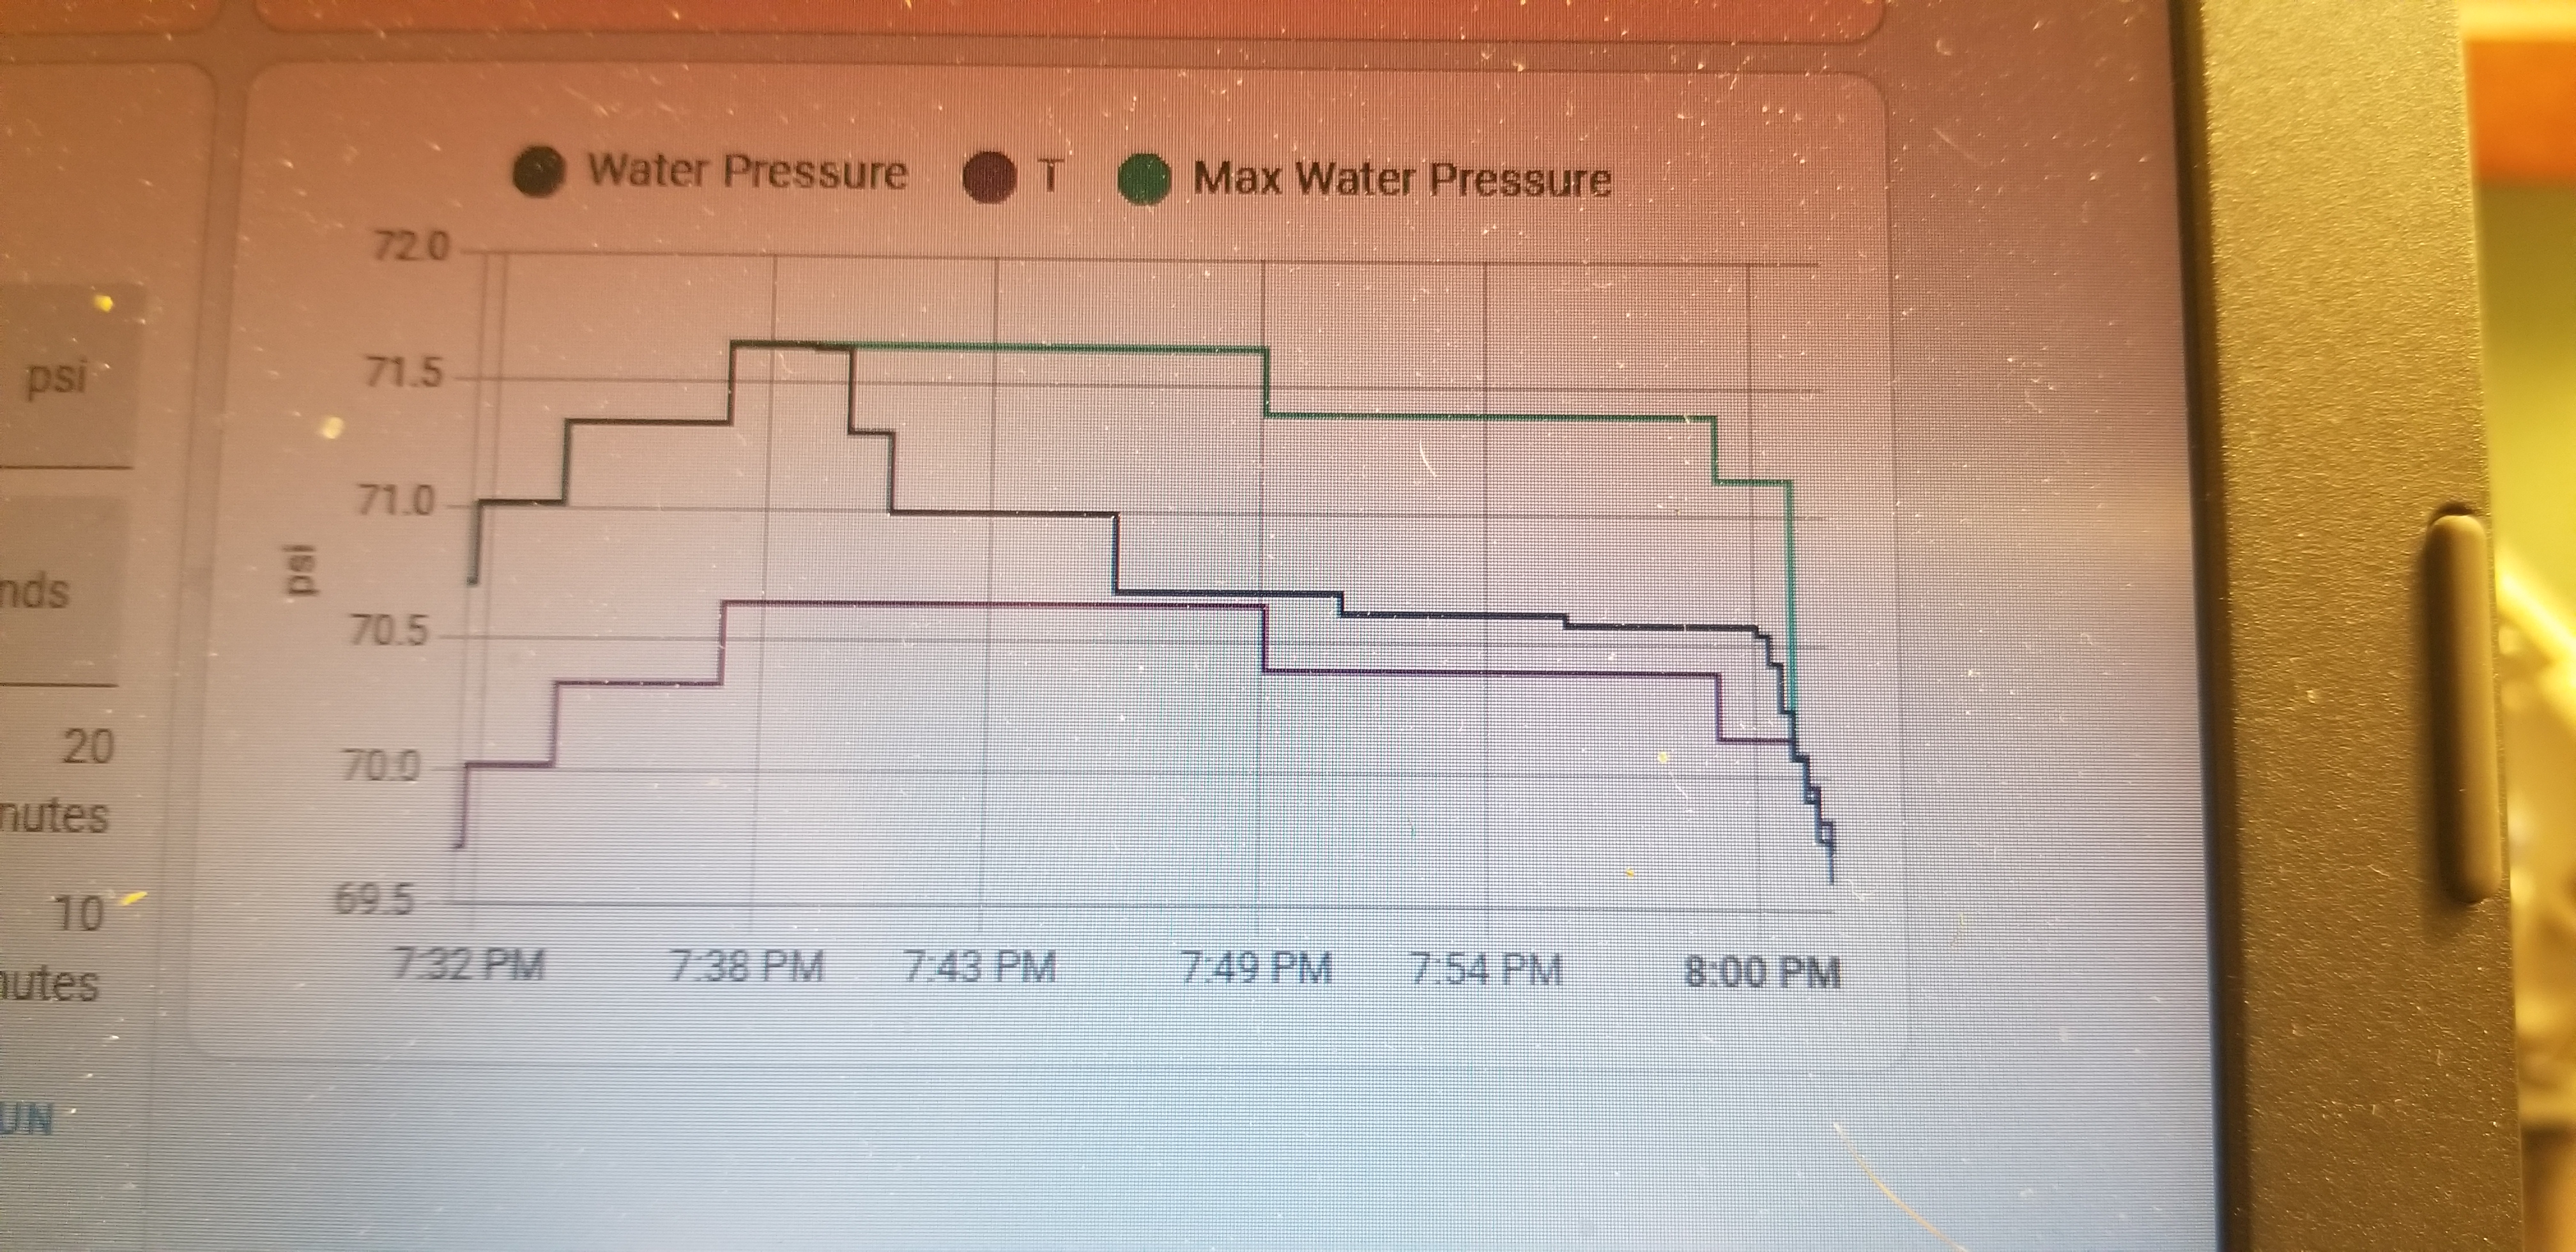 Water Pressure T Max Water Pressure
72.0
71.5
71.0
70.5
70.0
69.5
psi
7:32 PM 7:38 PM 7:43 PM 7:49 PM 7:54 PM 8:00 PM
psi
nds
20
nutes
10
nutes
UN